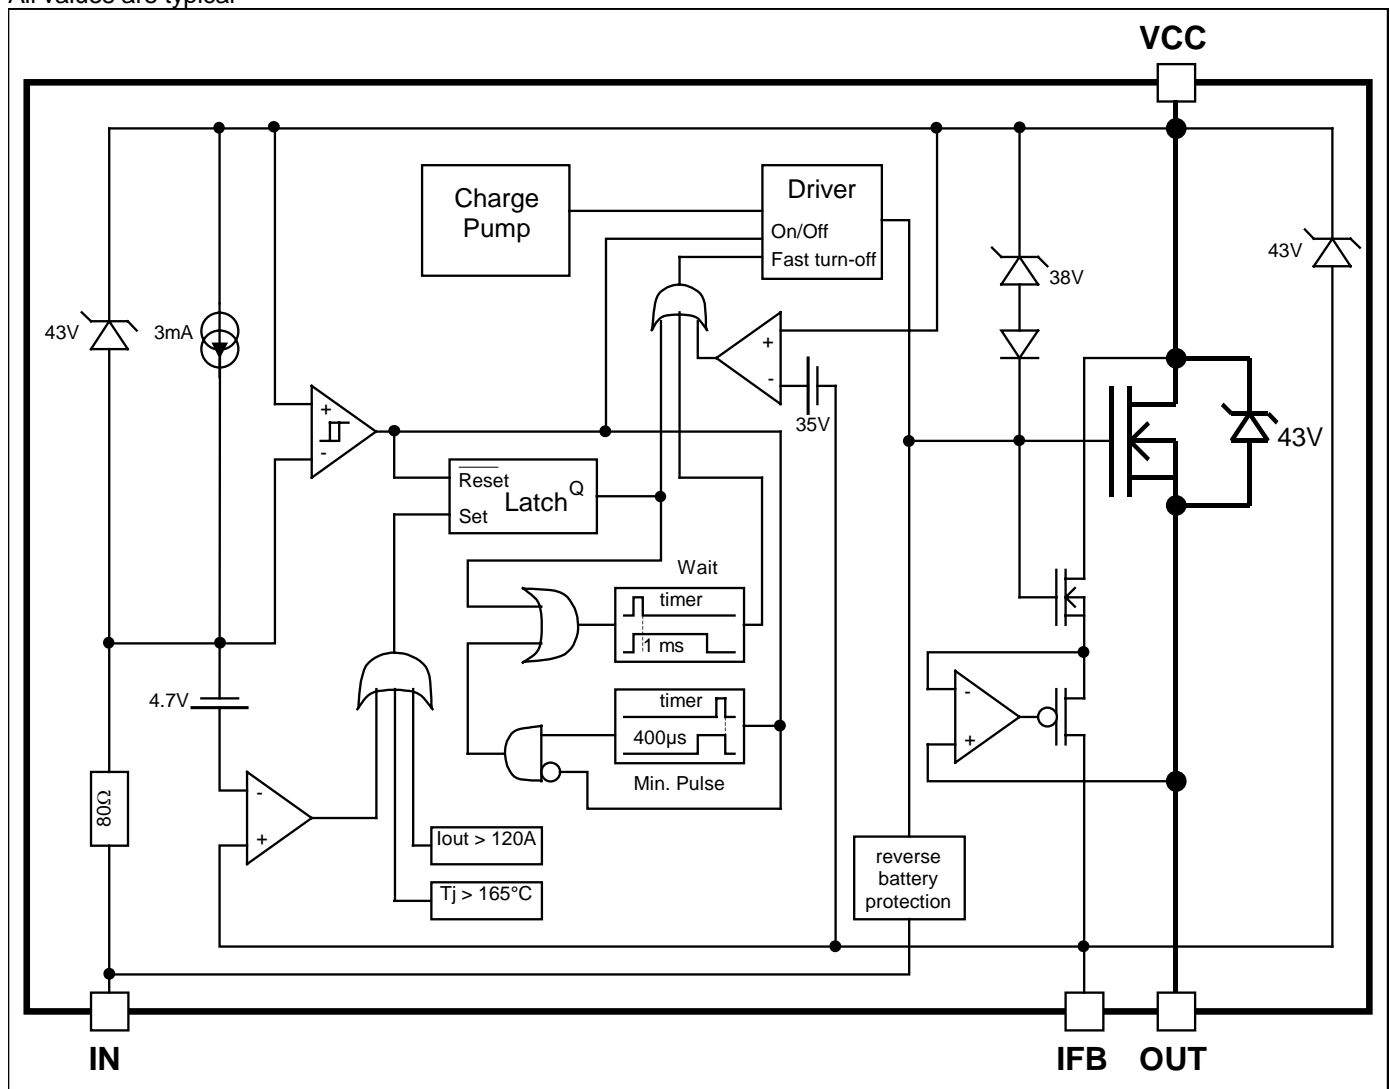 All values are typical
VCC
Charge
Pump
Driver
On/Off
Fast turn-off
43V
3mA
38V
43V
+
-
35V
+
-
43V
Reset
Latch
Q
Set
Wait
timer
1 ms
4.7V
timer
400µs
Min. Pulse
-
+
80Ω
-
+
Iout > 120A
Tj > 165°C
reverse
battery
protection
IN
IFB
OUT